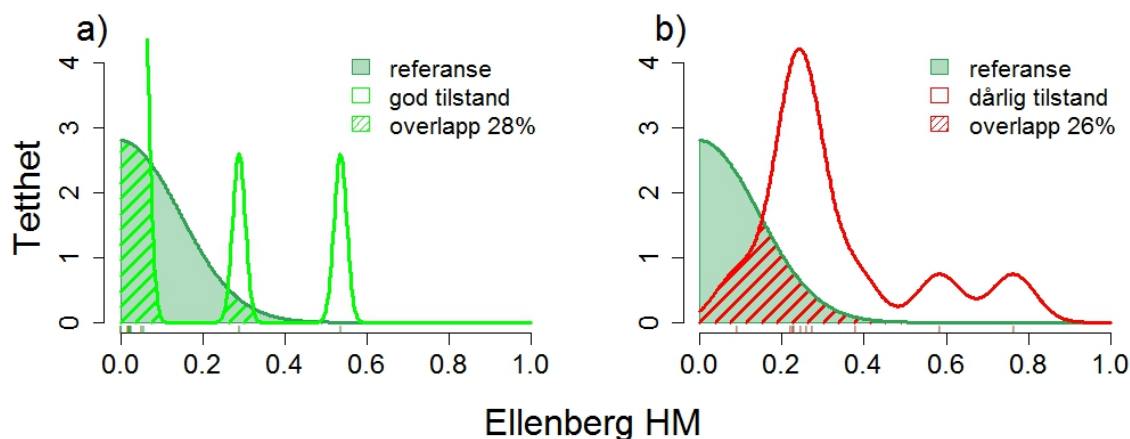 a)
Tetthet
4
3
2
1
0
referanse
god tilstand
overlapp 28%
0.0 0.2 0.4 0.6 0.8 1.0
b)
4
3
2
1
0
referanse
dårlig tilstand
overlapp 26%
0.0 0.2 0.4 0.6 0.8 1.0
Ellenberg HM